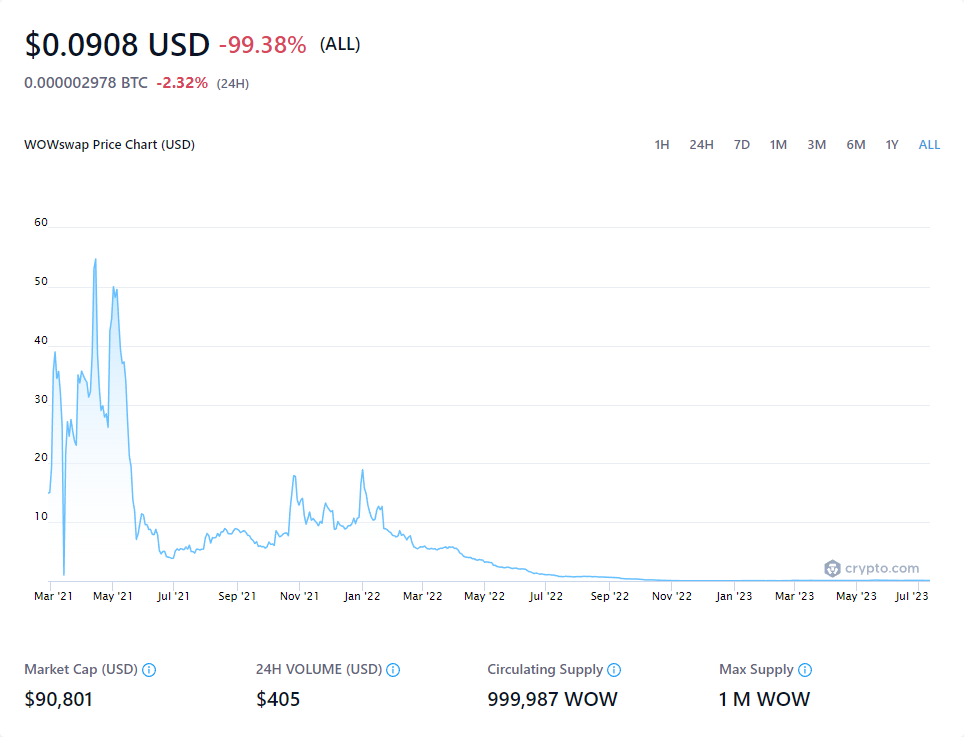 $0.0908 USD -99.38% (ALL)
0.000002978 BTC -2.32% (24H)
WOWswap Price Chart (USD) 1H 24H 7D 1M 3M 6M 1Y ALL
60
50
40
30
20
10
crypto.com
Mar '21 May '21 Jul '21 Sep '21 Nov '21 Jan '22 Mar '22 May '22 Jul '22 Sep '22 Nov '22 Jan '23 Mar '23 May '23 Jul '23
Market Cap (USD) 24H VOLUME (USD) Circulating Supply Max Supply
$90,801 $405 999,987 WOW 1 M WOW